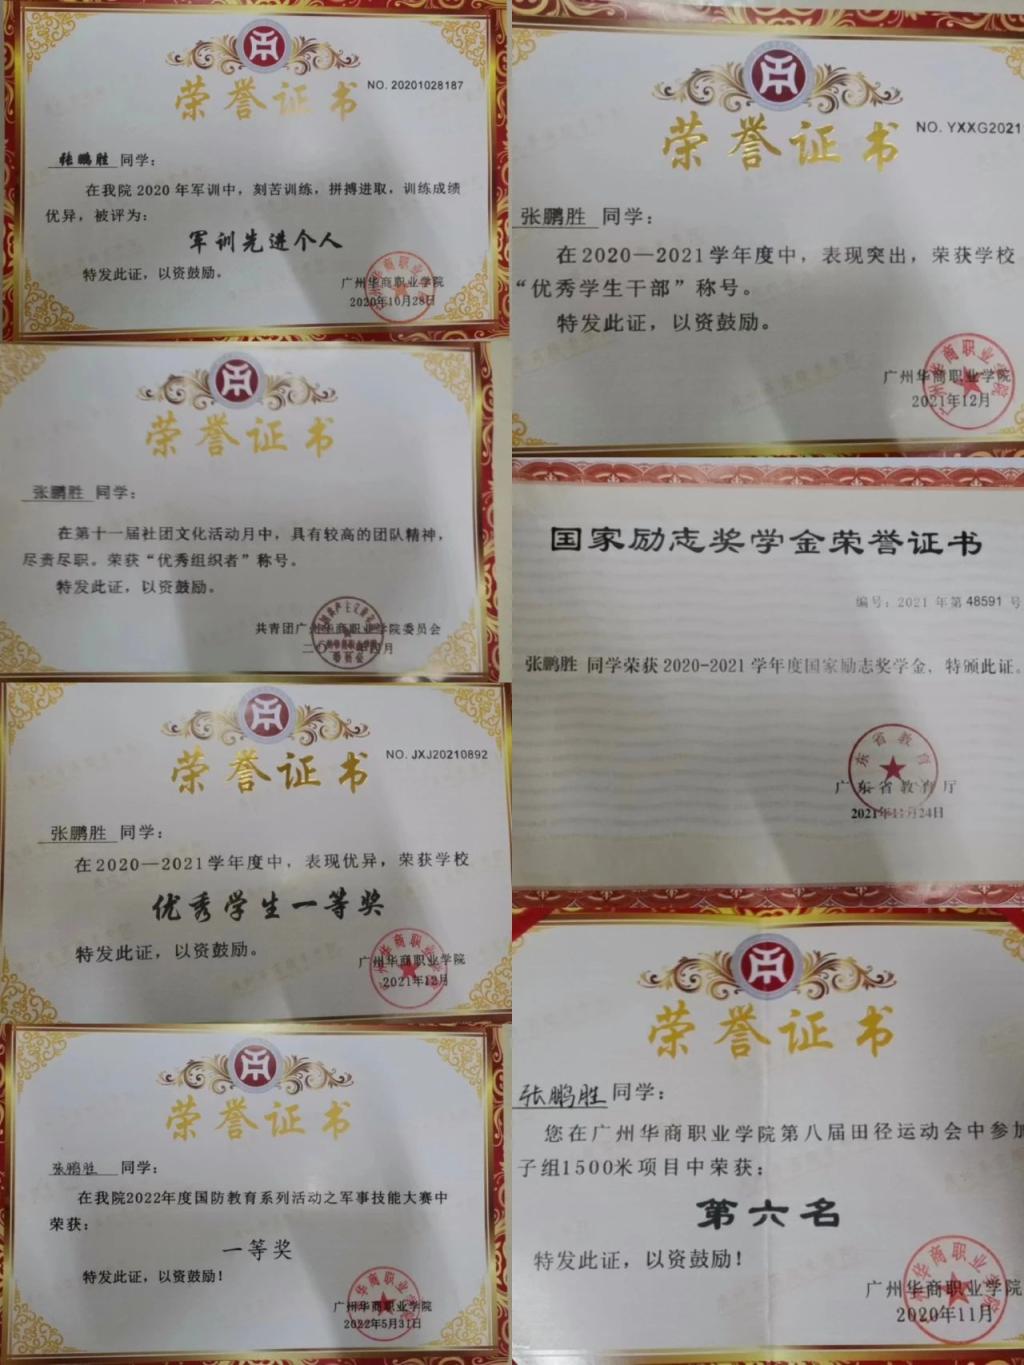 荣誉证书
NO. 20201028187
张鹏胜 同学：
在我院 2020 年军训中，刻苦训练，拼搏进取，训练成绩
优异，被评为：
军训先进个人
特发此证，以资鼓励。
广州华商职业学院
2020年10月28日
荣誉证书
张鹏胜 同学：
在第十一届社团文化活动月中，具有较高的团队精神，
尽责尽职。荣获“优秀组织者”称号。
特发此证，以资鼓励。
共青团广州华商职业学院委员会
荣誉证书
NO. JXJ20210892
张鹏胜 同学：
在2020—2021学年度中，表现优异，荣获学校
优秀学生一等奖
特发此证，以资鼓励。
广州华商职业学院
2021年12月
荣誉证书
张鹏胜 同学：
在我院2022年度国防教育系列活动之军事技能大赛中
荣获：
一等奖
特发此证，以资鼓励！
广州华商职业学院
2022年5月31日
荣誉证书
NO. YXXG2021
张鹏胜 同学：
在2020—2021学年度中，表现突出，荣获学校
“优秀学生干部”称号。
特发此证，以资鼓励。
广州华商职业学院
2021年12月
国家励志奖学金荣誉证书
编号：2021 年第 48591 号
张鹏胜 同学荣获 2020-2021 学年度国家励志奖学金，特颁此证。
广东省教育厅
2021年11月24日
荣誉证书
张鹏胜 同学：
您在广州华商职业学院第八届田径运动会中参加
子组1500米项目中荣获：
第六名
特发此证，以资鼓励！
广州华商职业学院
2020年11月